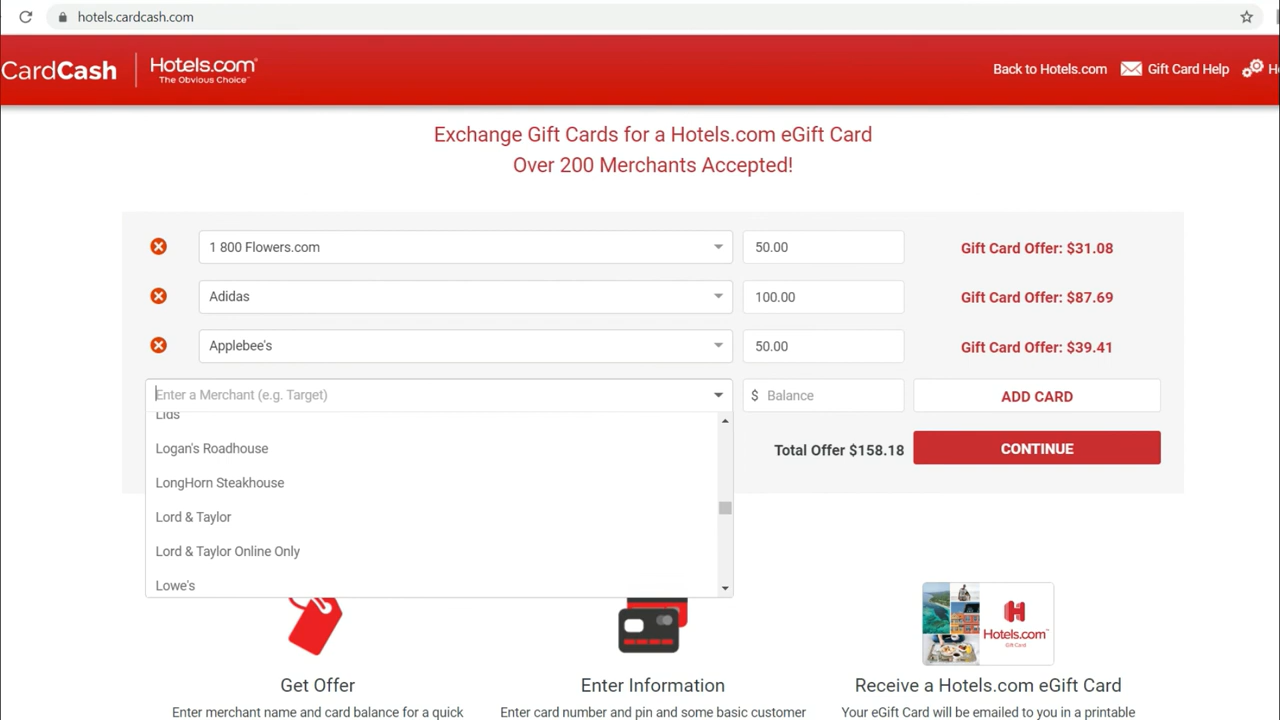 hotels.cardcash.com
CardCash
Hotels.com®
The Obvious Choice™
Back to Hotels.com
Gift Card Help
Exchange Gift Cards for a Hotels.com eGift Card
Over 200 Merchants Accepted!
1 800 Flowers.com 50.00 Gift Card Offer: $31.08
Adidas 100.00 Gift Card Offer: $87.69
Applebee's 50.00 Gift Card Offer: $39.41
Enter a Merchant (e.g. Target) $ Balance ADD CARD
Lids
Logan's Roadhouse
Total Offer $158.18 CONTINUE
LongHorn Steakhouse
Lord & Taylor
Lord & Taylor Online Only
Lowe's
Hotels.com™
Gift Card
Get Offer
Enter merchant name and card balance for a quick
Enter Information
Enter card number and pin and some basic customer
Receive a Hotels.com eGift Card
Your eGift Card will be emailed to you in a printable